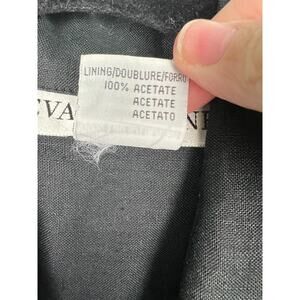 LINING/DOUBLURE/FORRO
100% ACETATE
ACETATE
ACETATO